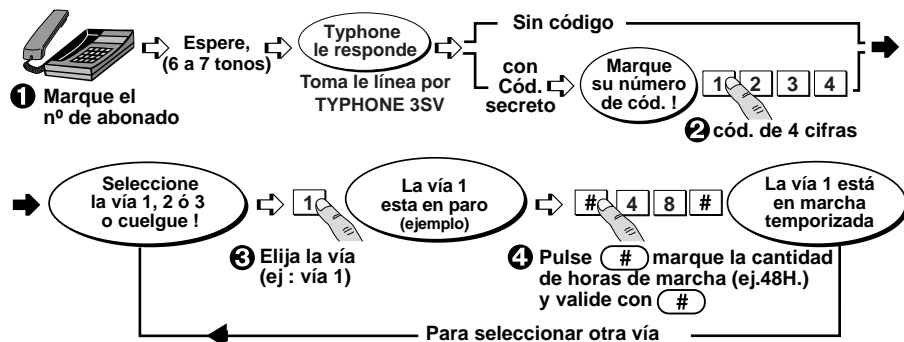 Espere,
(6 a 7 tonos)
Typhone
le responde
Toma le línea por
TYPHONE 3SV
❶ Marque el
nº de abonado
Sin código
con
Cód.
secreto
Marque
su número
de cód. !
1 2 3 4
❷ cód. de 4 cifras
Seleccione
la vía 1, 2 ó 3
o cuelgue !
1
❸ Elija la vía
(ej : vía 1)
La vía 1
esta en paro
(ejemplo)
# 4 8 #
❹ Pulse # marque la cantidad
de horas de marcha (ej.48H.)
y valide con #
La vía 1 está
en marcha
temporizada
Para seleccionar otra vía